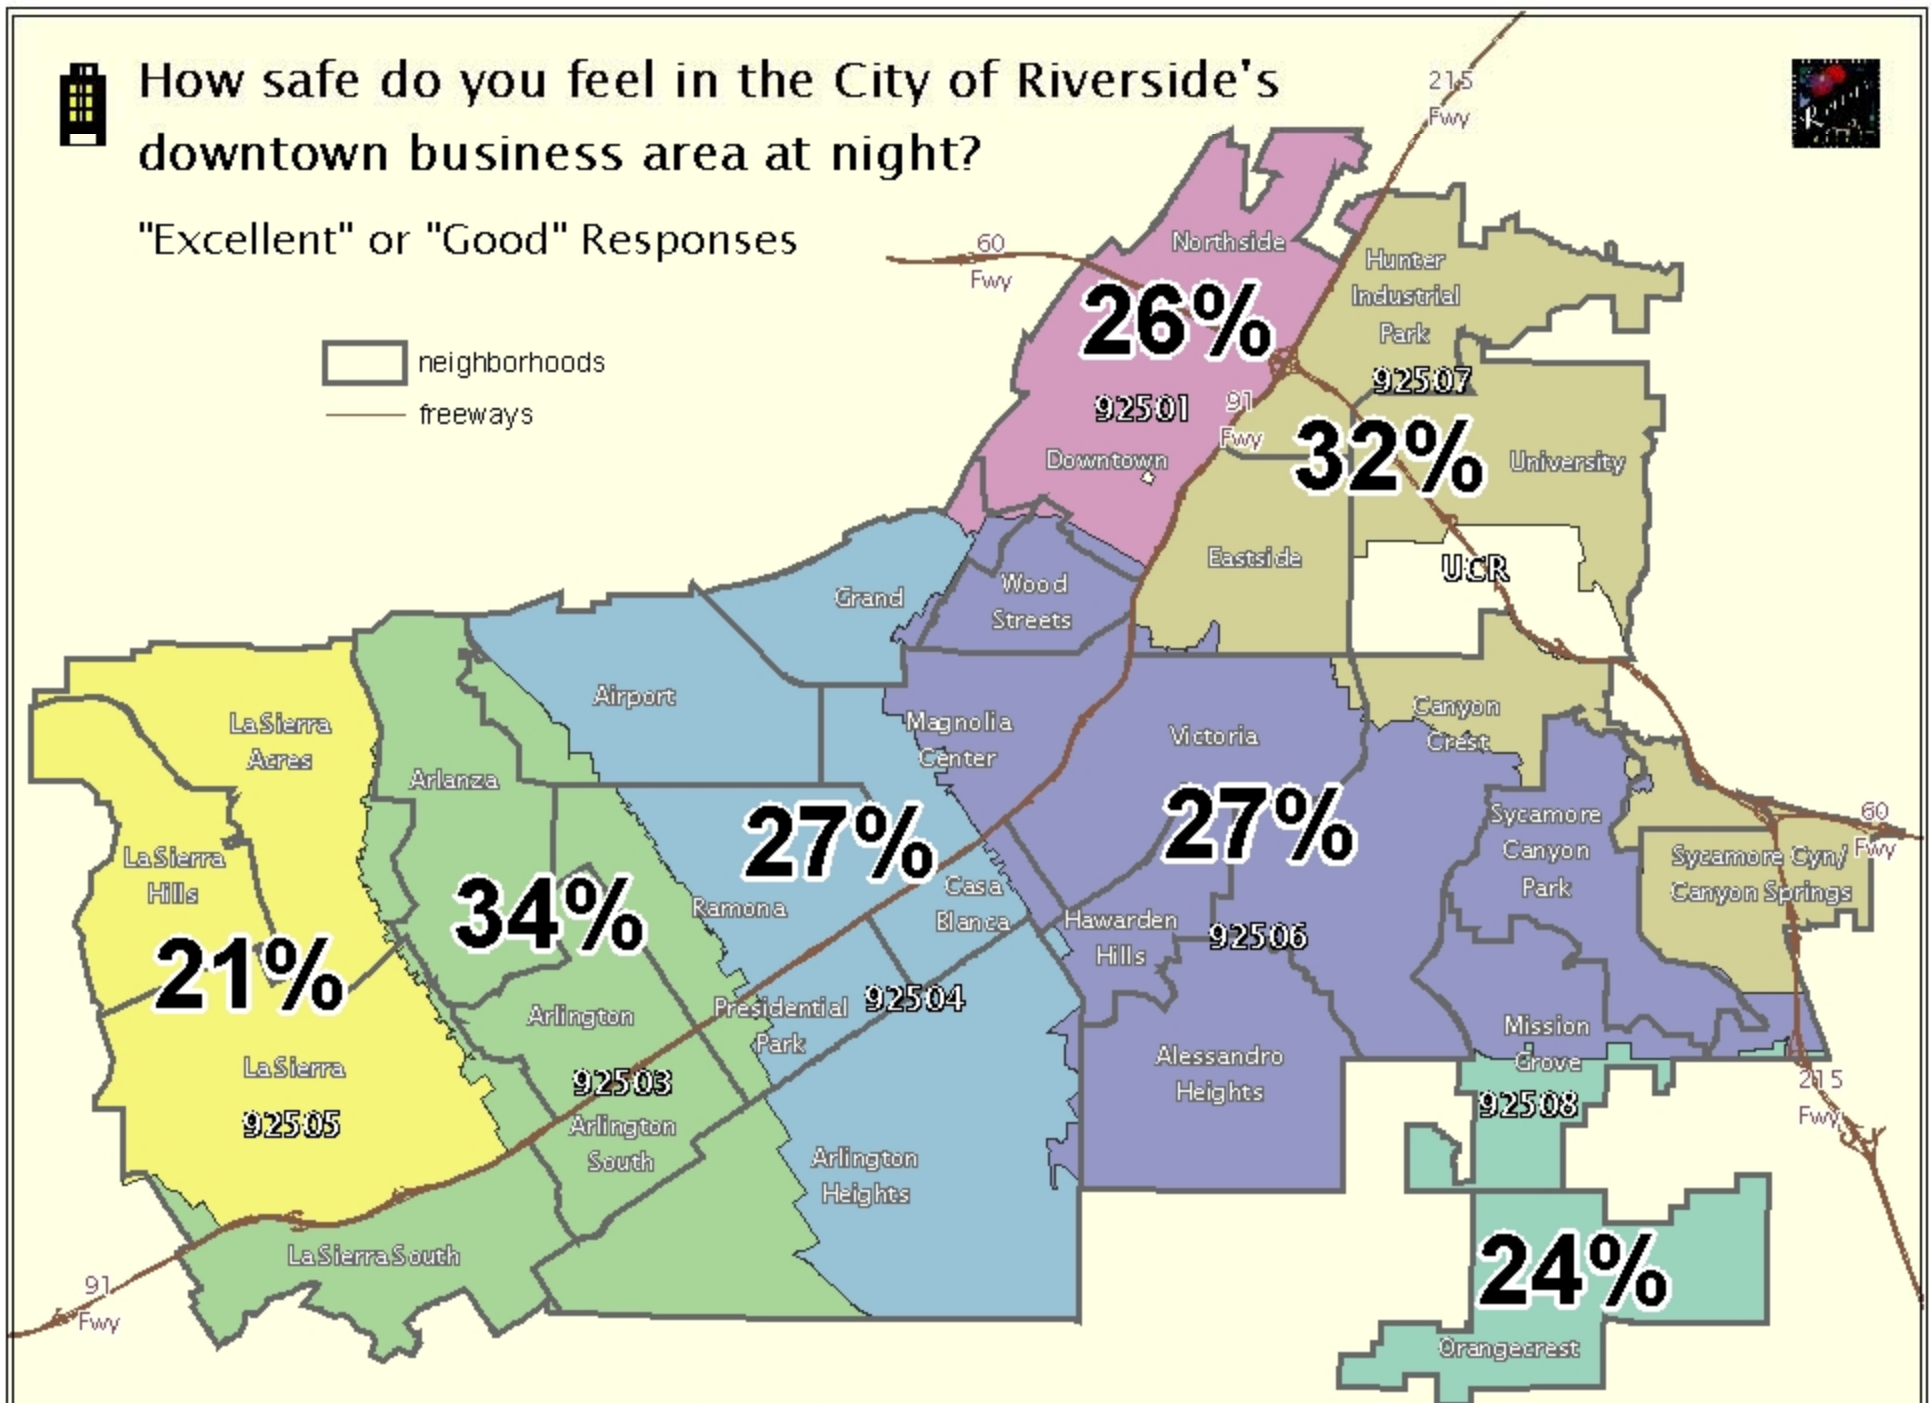 How safe do you feel in the City of Riverside's
downtown business area at night?
"Excellent" or "Good" Responses
neighborhoods
freeways
215
Fwy
60
Fwy
Northside
26%
92501
91
Fwy
Downtown
Hunter
Industrial
Park
92507
32%
University
Eastside
UCR
Grand
Wood
Streets
Airport
Magnolia
Center
Victoria
Canyon
Crest
La Sierra
Acres
Arlanza
La Sierra
Hills
21%
34%
27%
27%
Ramona
Casa
Blanca
Hawarden
Hills
92506
Sycamore
Canyon
Park
Sycamore Cyn/
Canyon Springs
60
Fwy
Arlington
Presidential
Park
92504
La Sierra
92505
92503
Arlington
South
Arlington
Heights
Alessandro
Heights
Mission
Grove
92508
215
Fwy
La Sierra South
91
Fwy
24%
Orangecrest